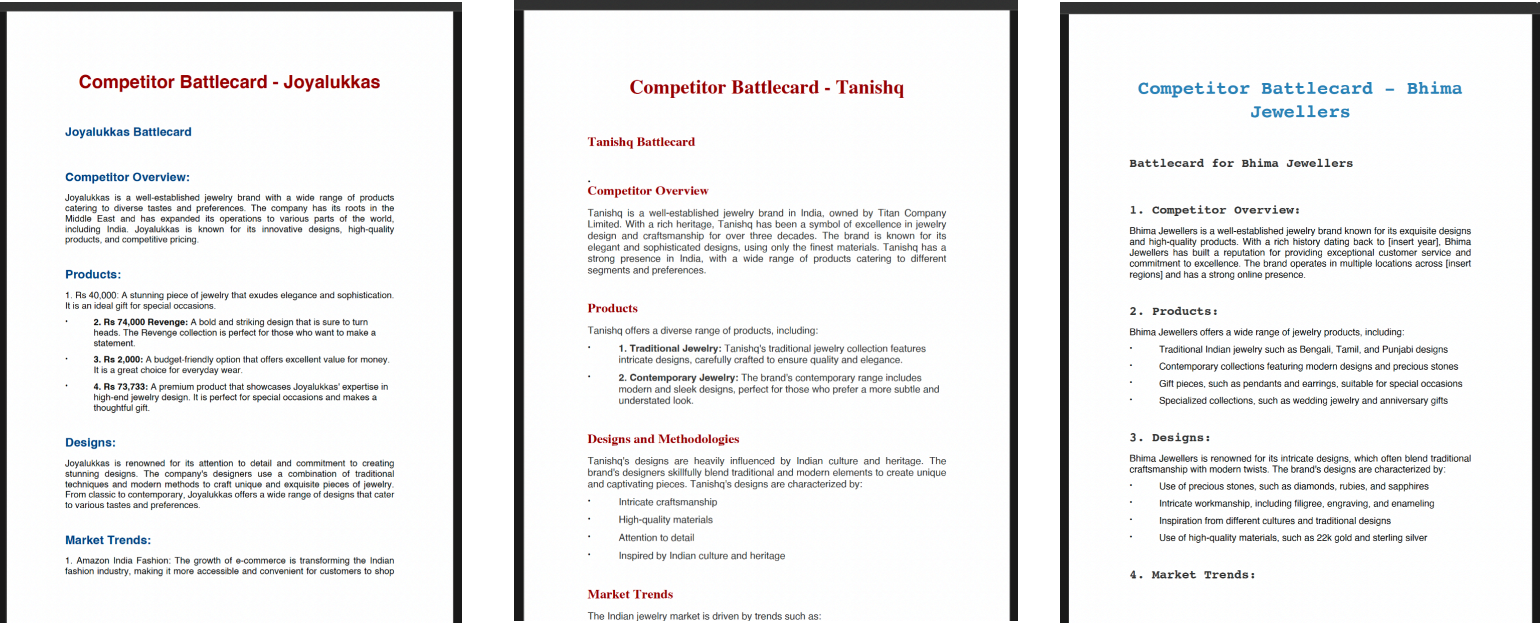 Competitor Battlecard - Joyalukkas
Joyalukkas Battlecard
Competitor Overview:
Joyalukkas is a well-established jewelry brand with a wide range of products
catering to diverse tastes and preferences. The company has its roots in the
Middle East and has expanded its operations to various parts of the world,
including India. Joyalukkas is known for its innovative designs, high-quality
products, and competitive pricing.
Products:
1. Rs 40,000: A stunning piece of jewelry that exudes elegance and sophistication.
It is an ideal gift for special occasions.
· 2. Rs 74,000 Revenge: A bold and striking design that is sure to turn
heads. The Revenge collection is perfect for those who want to make a
statement.
· 3. Rs 2,000: A budget-friendly option that offers excellent value for money.
It is a great choice for everyday wear.
· 4. Rs 73,733: A premium product that showcases Joyalukkas' expertise in
high-end jewelry design. It is perfect for special occasions and makes a
thoughtful gift.
Designs:
Joyalukkas is renowned for its attention to detail and commitment to creating
stunning designs. The company's designers use a combination of traditional
techniques and modern methods to craft unique and exquisite pieces of jewelry.
From classic to contemporary, Joyalukkas offers a wide range of designs that cater
to various tastes and preferences.
Market Trends:
1. Amazon India Fashion: The growth of e-commerce is transforming the Indian
fashion industry, making it more accessible and convenient for customers to shop
Competitor Battlecard - Tanishq
Tanishq Battlecard
.
Competitor Overview
Tanishq is a well-established jewelry brand in India, owned by Titan Company
Limited. With a rich heritage, Tanishq has been a symbol of excellence in jewelry
design and craftsmanship for over three decades. The brand is known for its
elegant and sophisticated designs, using only the finest materials. Tanishq has a
strong presence in India, with a wide range of products catering to different
segments and preferences.
Products
Tanishq offers a diverse range of products, including:
· 1. Traditional Jewelry: Tanishq's traditional jewelry collection features
intricate designs, carefully crafted to ensure quality and elegance.
· 2. Contemporary Jewelry: The brand's contemporary range includes
modern and sleek designs, perfect for those who prefer a more subtle and
understated look.
Designs and Methodologies
Tanishq's designs are heavily influenced by Indian culture and heritage. The
brand's designers skillfully blend traditional and modern elements to create unique
and captivating pieces. Tanishq's designs are characterized by:
· Intricate craftsmanship
· High-quality materials
· Attention to detail
· Inspired by Indian culture and heritage
Market Trends
The Indian jewelry market is driven by trends such as:
Competitor Battlecard - Bhima
Jewellers
Battlecard for Bhima Jewellers
1. Competitor Overview:
Bhima Jewellers is a well-established jewelry brand known for its exquisite designs
and high-quality products. With a rich history dating back to [insert year], Bhima
Jewellers has built a reputation for providing exceptional customer service and
commitment to excellence. The brand operates in multiple locations across [insert
regions] and has a strong online presence.
2. Products:
Bhima Jewellers offers a wide range of jewelry products, including:
· Traditional Indian jewelry such as Bengali, Tamil, and Punjabi designs
· Contemporary collections featuring modern designs and precious stones
· Gift pieces, such as pendants and earrings, suitable for special occasions
· Specialized collections, such as wedding jewelry and anniversary gifts
3. Designs:
Bhima Jewellers is renowned for its intricate designs, which often blend traditional
craftsmanship with modern twists. The brand's designs are characterized by:
· Use of precious stones, such as diamonds, rubies, and sapphires
· Intricate workmanship, including filigree, engraving, and enameling
· Inspiration from different cultures and traditional designs
· Use of high-quality materials, such as 22k gold and sterling silver
4. Market Trends: